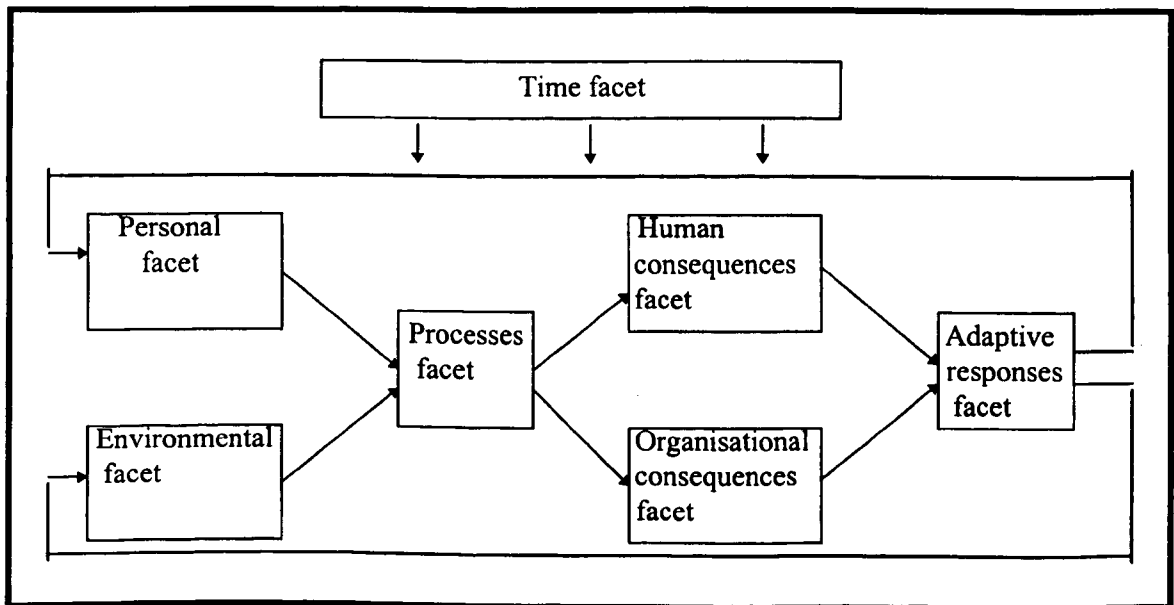 Time facet
Personal
facet
Environmental
facet
Processes
facet
Human
consequences
facet
Organisational
consequences
facet
Adaptive
responses
facet